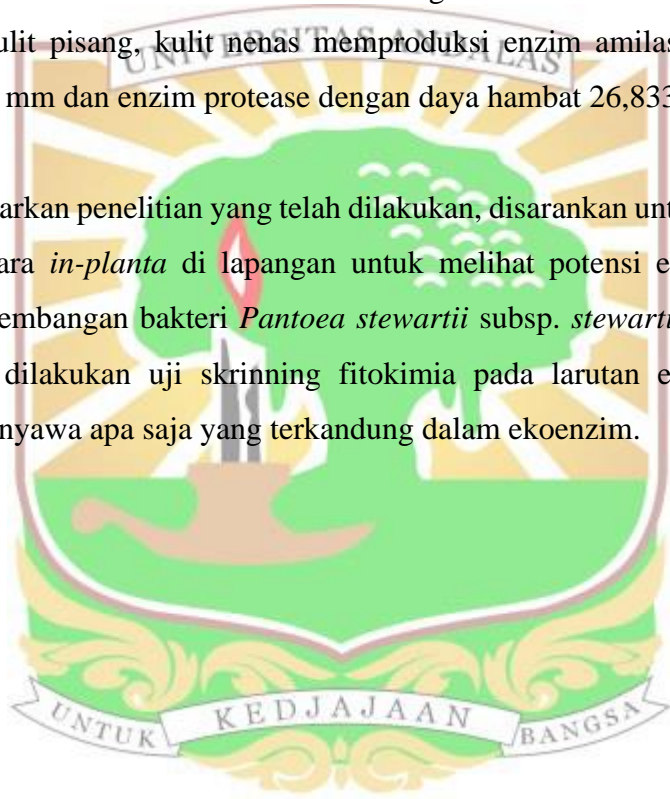 ulit pisang, kulit nenas memproduksi enzim amilas
UNIVERSITAS ANDALAS
mm dan enzim protease dengan daya hambat 26,833
arkan penelitian yang telah dilakukan, disarankan unt
ara in-planta di lapangan untuk melihat potensi e
embangan bakteri Pantoea stewartii subsp. stewarti
dilakukan uji skrinning fitokimia pada larutan e
nyawa apa saja yang terkandung dalam ekoenzim.
UNTUK KEDJAJAAN BANGSA